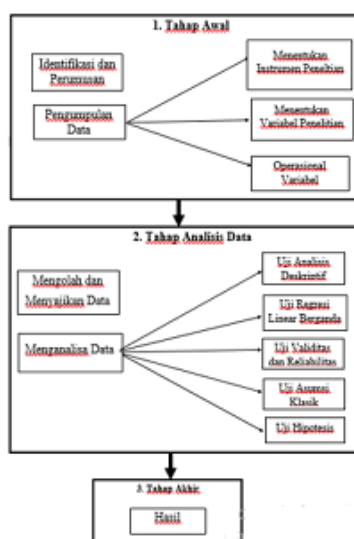 1. Tahap Awal
Identifikasi dan
Perumusan
Pengumpulan
Data
Menentukan
Instrumen Penelitian
Menentukan
Variabel Penelitian
Operasional
Variabel
2. Tahap Analisis Data
Mengolah dan
Menyajikan Data
Menganalisa Data
Uji Analisis
Deskriptif
Uji Regresi
Linear Berganda
Uji Validitas
dan Reliabilitas
Uji Asumsi
Klasik
Uji Hipotesis
3. Tahap Akhir
Hasil